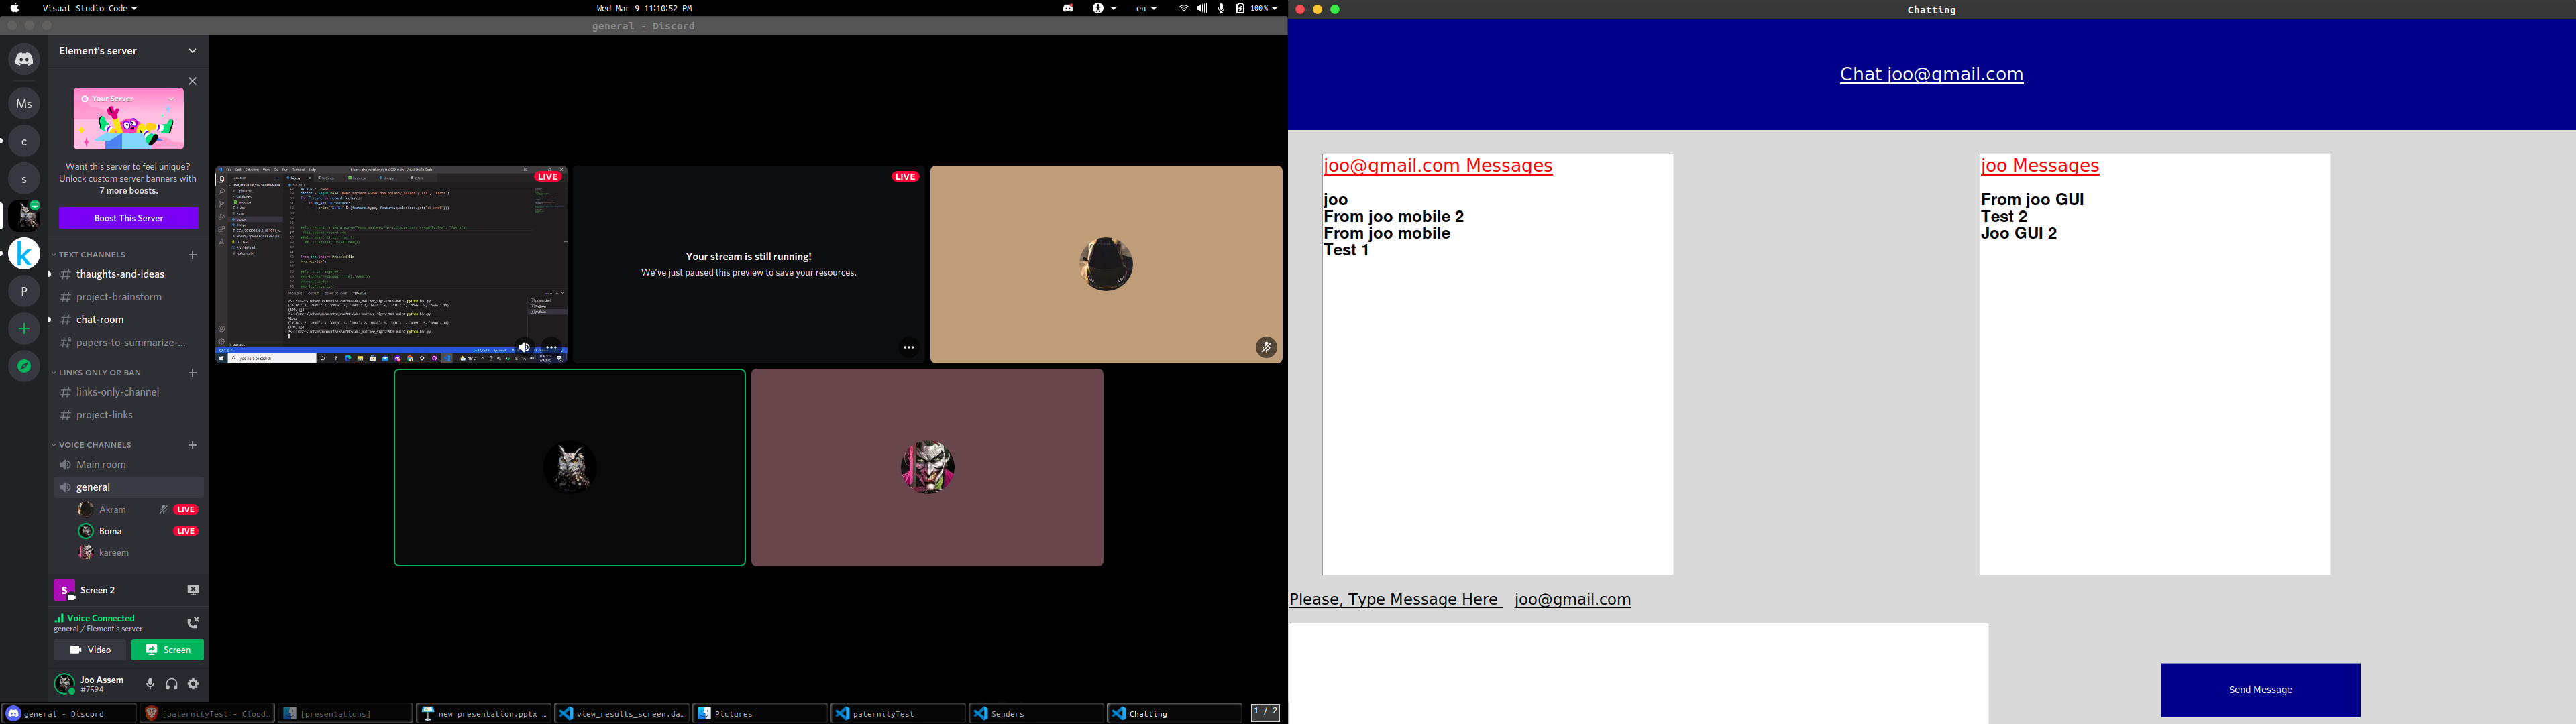 Visual Studio Code
Wed Mar 9 11:10:52 PM
en
100%
general - Discord
Chatting
Element's server
Ms
c
s
k
P
Your Server
Want this server to feel unique?
Unlock custom server banners with
7 more boosts.
Boost This Server
TEXT CHANNELS
thaughts-and-ideas
project-brainstorm
chat-room
papers-to-summarize-...
LINKS ONLY OR BAN
links-only-channel
project-links
VOICE CHANNELS
Main room
general
Akram
LIVE
Boma
LIVE
kareem
S
Screen 2
Voice Connected
general / Element's server
Video
Screen
Joo Assem
#7594
LIVE
LIVE
Your stream is still running!
We've just paused this preview to save your resources.
Chat joo@gmail.com
joo@gmail.com Messages
joo
From joo mobile 2
From joo mobile
Test 1
joo Messages
From joo GUI
Test 2
Joo GUI 2
Please, Type Message Here
joo@gmail.com
Send Message
general - Discord
[paternityTest - Cloud...
[presentations]
new presentation.pptx ...
view_results_screen.da...
Pictures
paternityTest
Senders
Chatting
1 / 2